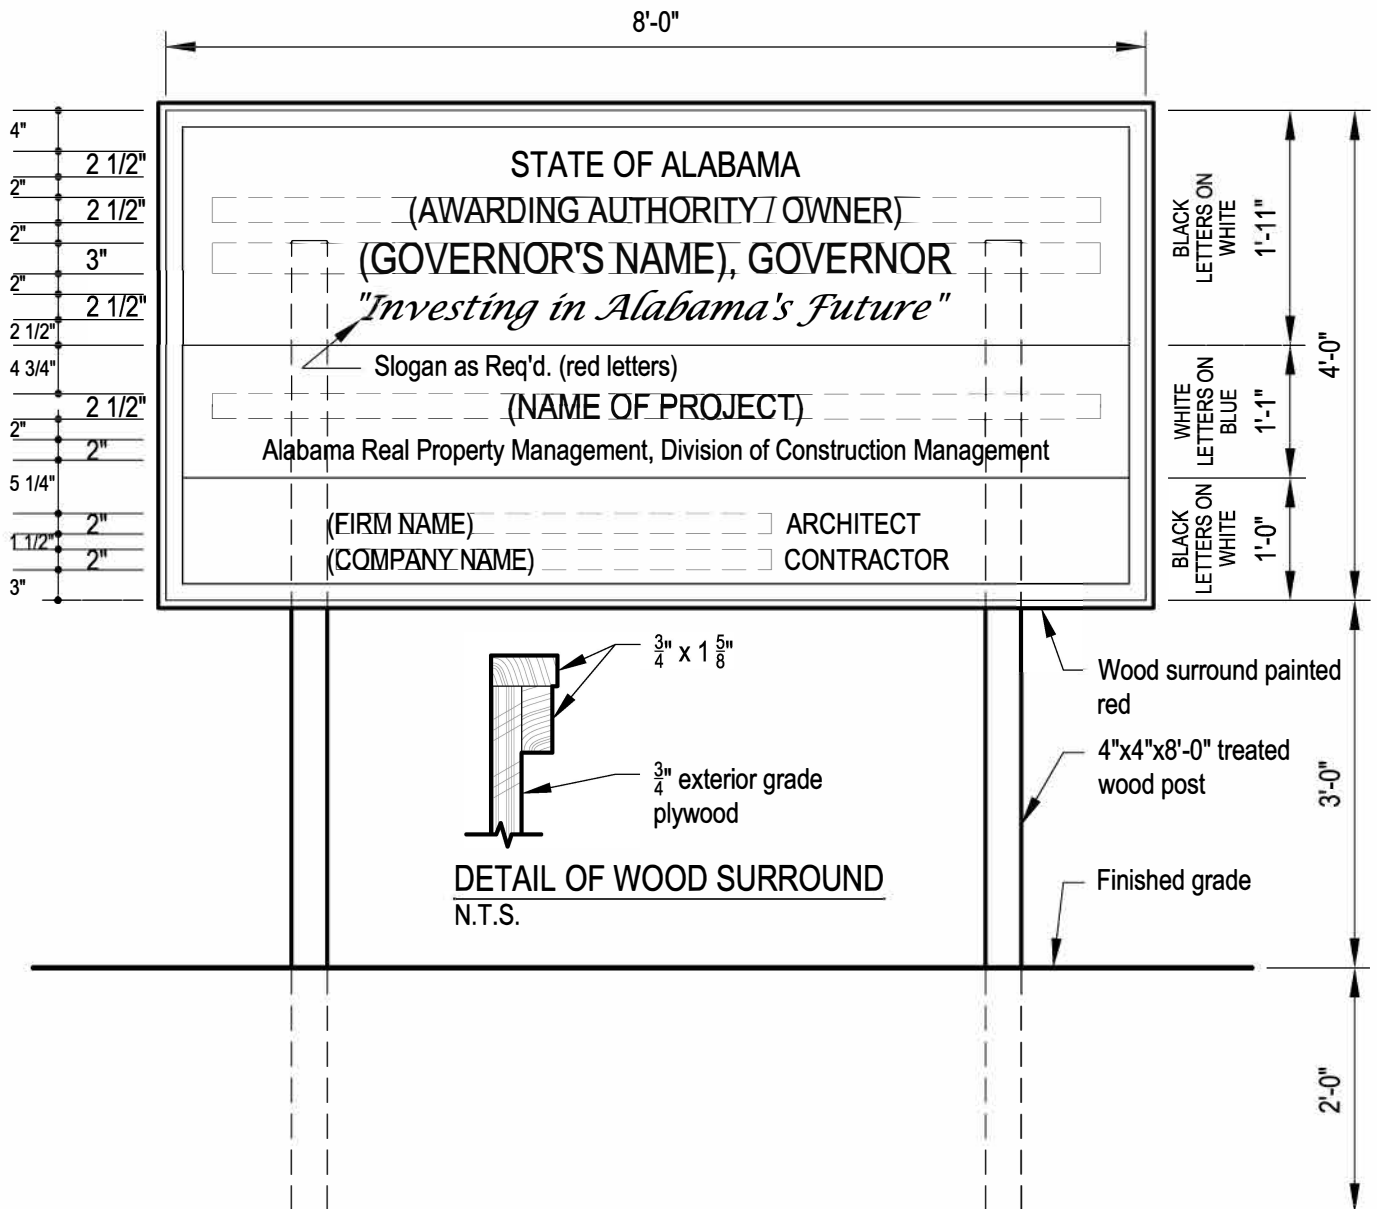 8'-0"
4"
2 1/2"
2"
2 1/2"
2"
3"
2"
2 1/2"
2 1/2"
4 3/4"
2 1/2"
2"
2"
5 1/4"
2"
1 1/2"
2"
3"
STATE OF ALABAMA
(AWARDING AUTHORITY / OWNER)
(GOVERNOR'S NAME), GOVERNOR
"Investing in Alabama's Future"
Slogan as Req'd. (red letters)
(NAME OF PROJECT)
Alabama Real Property Management, Division of Construction Management
(FIRM NAME) ARCHITECT
(COMPANY NAME) CONTRACTOR
BLACK
LETTERS ON
WHITE
1'-11"
WHITE
LETTERS ON
BLUE
1'-1"
BLACK
LETTERS ON
WHITE
1'-0"
4'-0"
3/4" x 1 5/8"
3/4" exterior grade
plywood
DETAIL OF WOOD SURROUND
N.T.S.
Wood surround painted
red
4"x4"x8'-0" treated
wood post
Finished grade
3'-0"
2'-0"